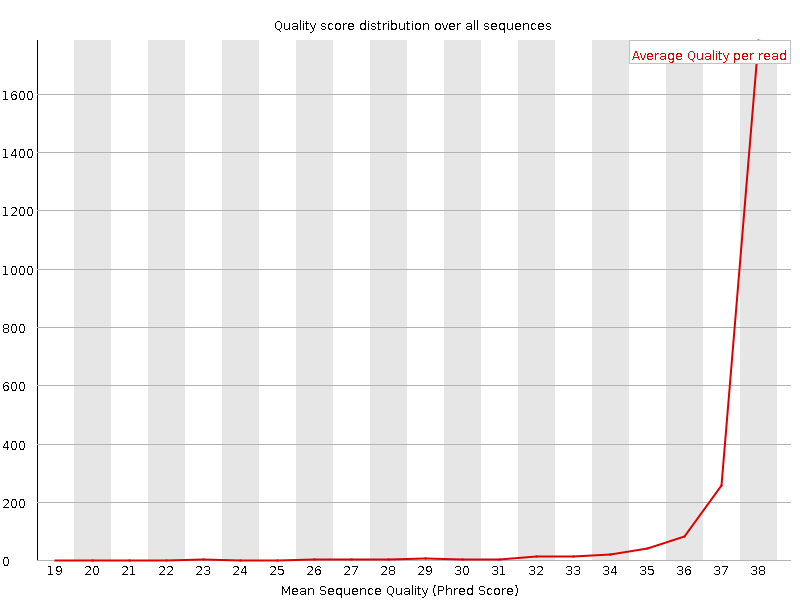 Quality score distribution over all sequences
Average Quality per read
1600
1400
1200
1000
800
600
400
200
0
19 20 21 22 23 24 25 26 27 28 29 30 31 32 33 34 35 36 37 38
Mean Sequence Quality (Phred Score)